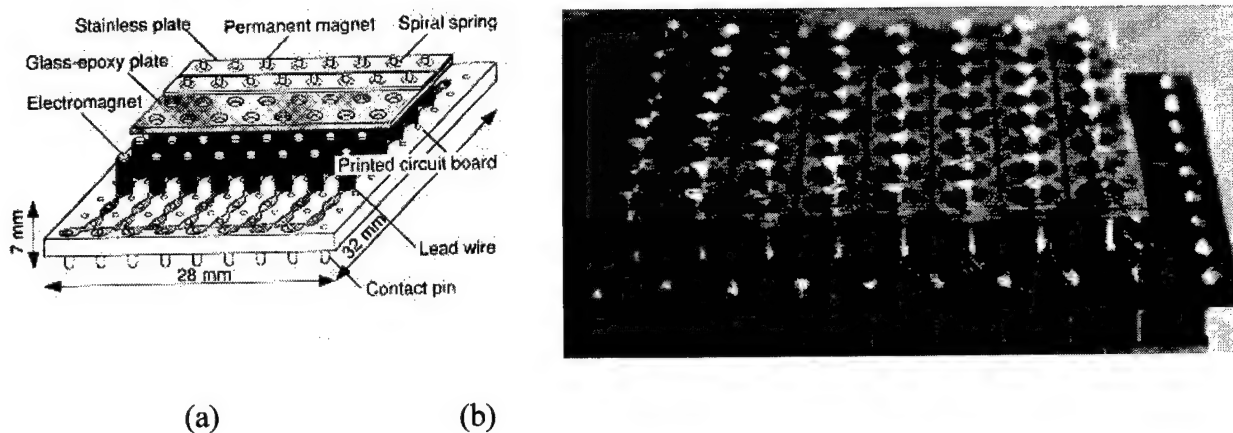 Stainless plate
Permanent magnet
Spiral spring
Glass-epoxy plate
Electromagnet
Printed circuit board
7 mm
32 mm
Lead wire
28 mm
Contact pin
(a)
(b)